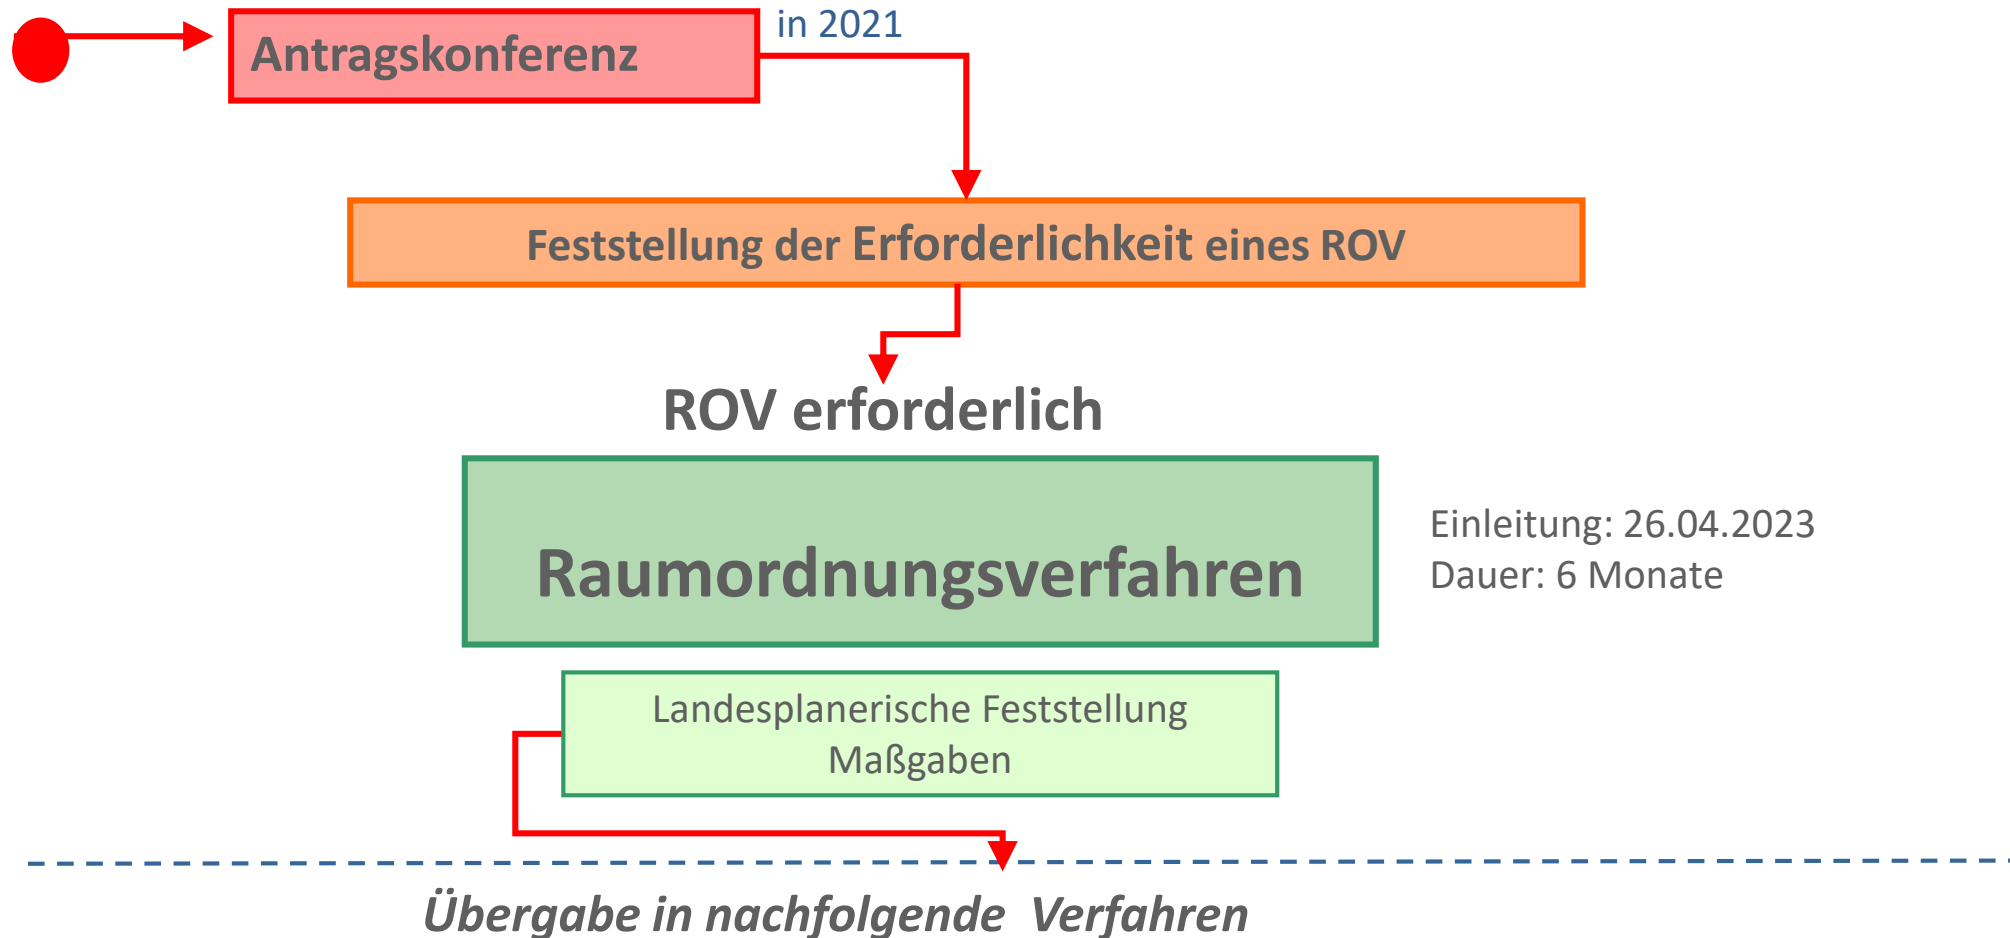 Antragskonferenz
in 2021
Feststellung der Erforderlichkeit eines ROV
ROV erforderlich
Raumordnungsverfahren
Einleitung: 26.04.2023
Dauer: 6 Monate
Landesplanerische Feststellung
Maßgaben
Übergabe in nachfolgende  Verfahren